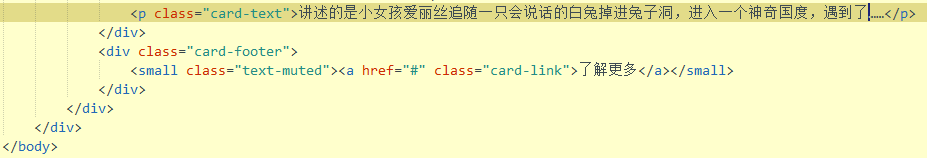 <p class="card-text">讲述的是小女孩爱丽丝追随一只会说话的白兔掉进兔子洞，进入一个神奇国度，遇到了……</p>
</div>
<div class="card-footer">
<small class="text-muted"><a href="#" class="card-link">了解更多</a></small>
</div>
</div>
</div>
</body>